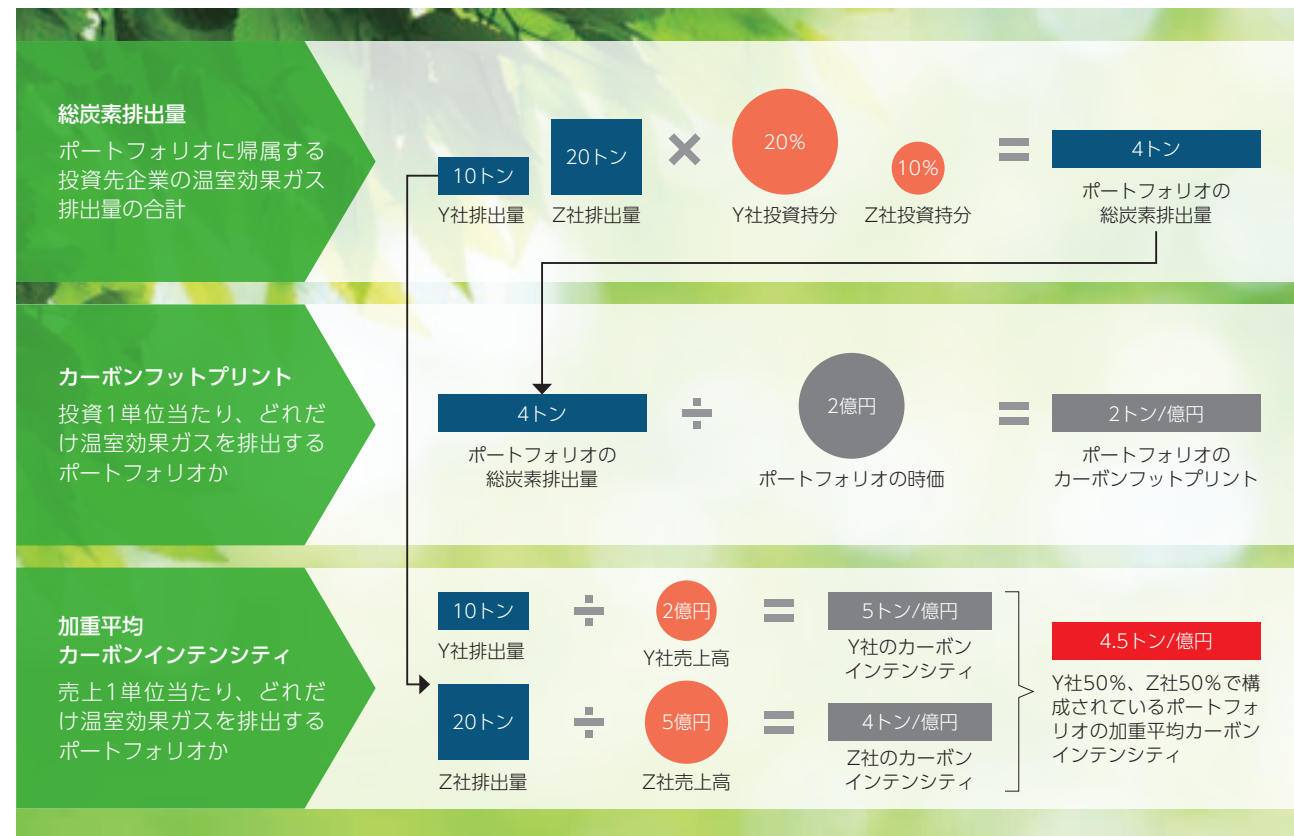 総炭素排出量
ポートフォリオに帰属する
投資先企業の温室効果ガス
排出量の合計
10トン
Y社排出量
20トン
Z社排出量
×
20%
Y社投資持分
10%
Z社投資持分
=
4トン
ポートフォリオの
総炭素排出量
カーボンフットプリント
投資1単位当たり、どれだ
け温室効果ガスを排出する
ポートフォリオか
4トン
ポートフォリオの
総炭素排出量
÷
2億円
ポートフォリオの時価
=
2トン/億円
ポートフォリオの
カーボンフットプリント
加重平均
カーボンインテンシティ
売上1単位当たり、どれだ
け温室効果ガスを排出する
ポートフォリオか
10トン
Y社排出量
÷
2億円
Y社売上高
=
5トン/億円
Y社のカーボン
インテンシティ
20トン
Z社排出量
÷
5億円
Z社売上高
=
4トン/億円
Z社のカーボン
インテンシティ
4.5トン/億円
Y社50%、Z社50%で構
成されているポートフォ
リオの加重平均カーボン
インテンシティ